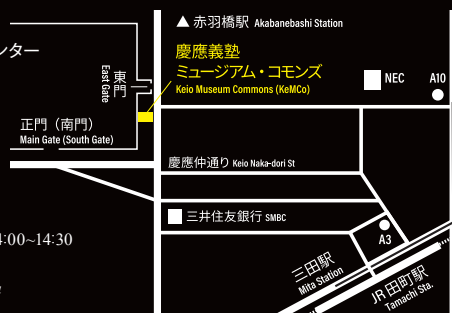 ▲ 赤羽橋駅 Akabanebashi Station
ンター
慶應義塾
ミュージアム・コモンズ
Keio Museum Commons (KeMCo)
東門
East Gate
NEC
A10
正門（南門）
Main Gate (South Gate)
慶應仲通り Keio Naka-dori St
三井住友銀行 SMBC
:00~14:30
A3
三田駅
Mita Station
JR 田町駅
Tamachi Sta.